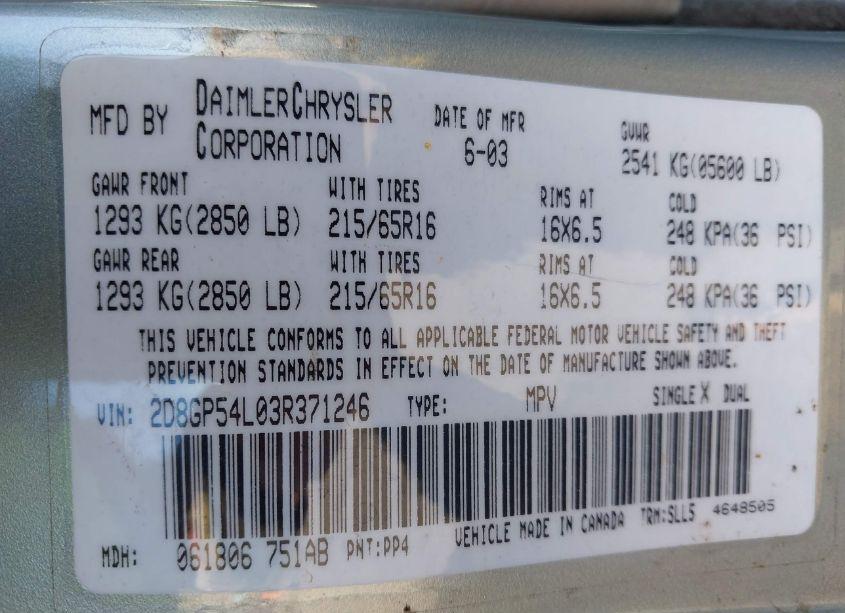 MFD BY DAIMLERCHRYSLER CORPORATION DATE OF MFR 6-03 GVWR 2541 KG(05600 LB)
GAWR FRONT WITH TIRES RIMS AT COLD
1293 KG(2850 LB) 215/65R16 16X6.5 248 KPA(36 PSI)
GAWR REAR WITH TIRES RIMS AT COLD
1293 KG(2850 LB) 215/65R16 16X6.5 248 KPA(36 PSI)
THIS VEHICLE CONFORMS TO ALL APPLICABLE FEDERAL MOTOR VEHICLE SAFETY AND THEFT
PREVENTION STANDARDS IN EFFECT ON THE DATE OF MANUFACTURE SHOWN ABOVE.
VIN: 2D8GP54L03R371246 TYPE: MPV SINGLE X DUAL
MDH: 061806 751AB PNT:PP4 VEHICLE MADE IN CANADA TRM:SLL5 4648505